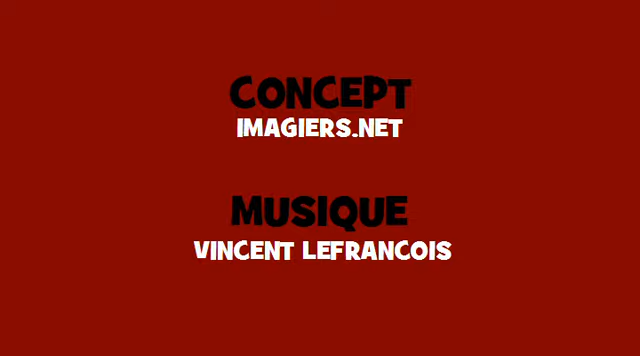 CONCEPT
IMAGIERS.NET
MUSIQUE
VINCENT LEFRANCOIS